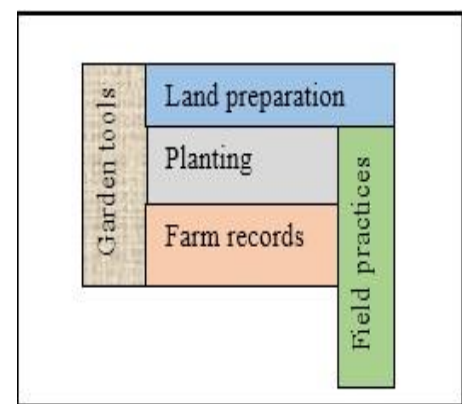 Garden tools
Land preparation
Planting
Farm records
Field practices